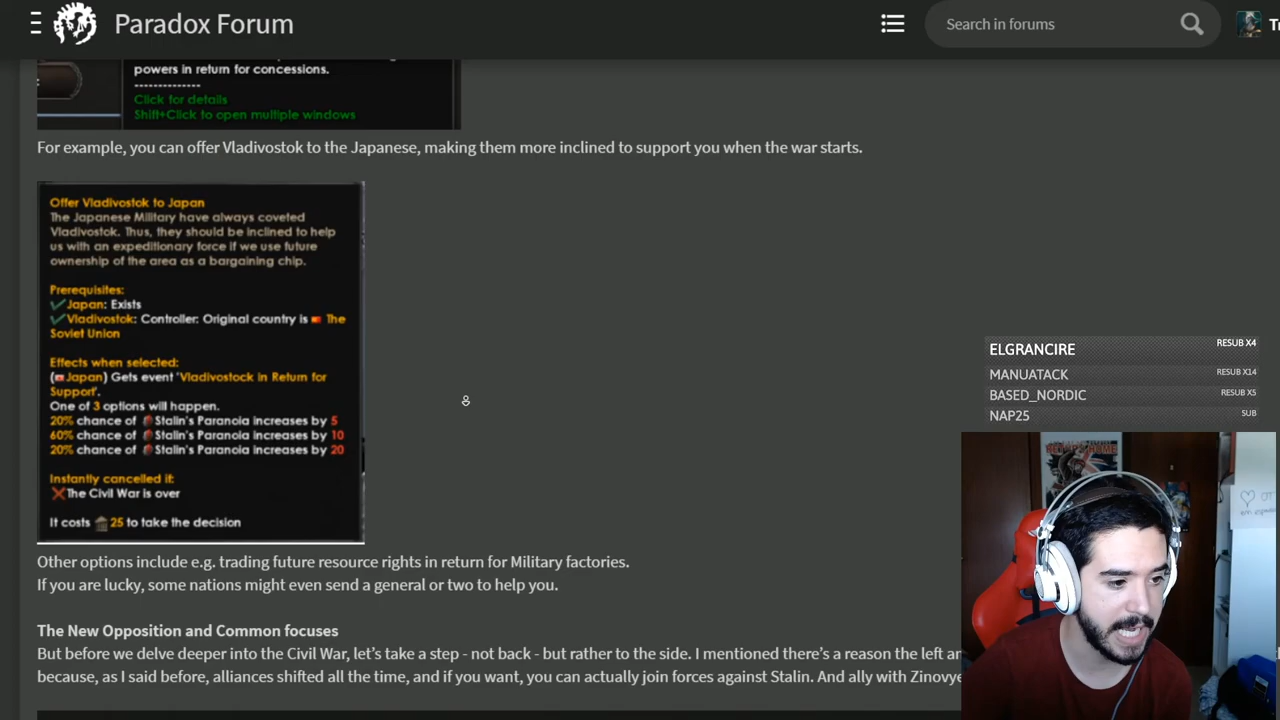 Paradox Forum
Search in forums
powers in return for concessions.
--------------
Click for details
Shift+Click to open multiple windows
For example, you can offer Vladivostok to the Japanese, making them more inclined to support you when the war starts.
Offer Vladivostok to Japan
The Japanese Military have always coveted
Vladivostok. Thus, they should be inclined to help
us with an expeditionary force if we use future
ownership of the area as a bargaining chip.
Prerequisites:
Japan: Exists
Vladivostok: Controller: Original country is The
Soviet Union
Effects when selected:
(Japan) Gets event 'Vladivostock in Return for
Support'.
One of 3 options will happen.
20% chance of Stalin's Paranoia increases by 5
60% chance of Stalin's Paranoia increases by 10
20% chance of Stalin's Paranoia increases by 20
Instantly cancelled if:
The Civil War is over
It costs 25 to take the decision
ELGRANCIRE RESUB X4
MANUATACK RESUB X14
BASED_NORDIC RESUB X5
NAP25 SUB
Other options include e.g. trading future resource rights in return for Military factories.
If you are lucky, some nations might even send a general or two to help you.
The New Opposition and Common focuses
But before we delve deeper into the Civil War, let's take a step - not back - but rather to the side. I mentioned there's a reason the left
because, as I said before, alliances shifted all the time, and if you want, you can actually join forces against Stalin. And ally with